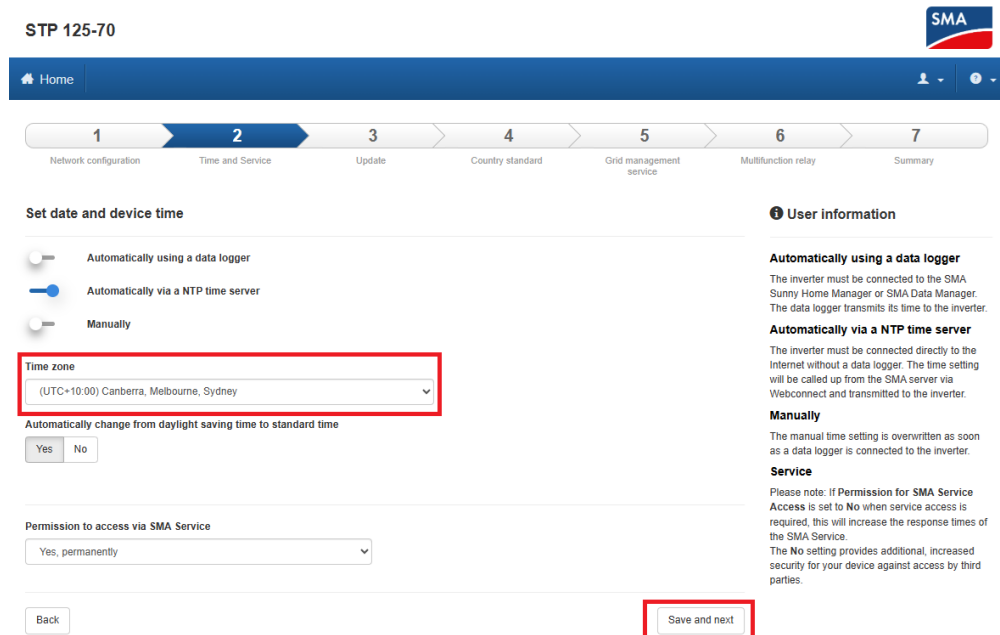 STP 125-70
SMA
Home
1
2
3
4
5
6
7
Network configuration
Time and Service
Update
Country standard
Grid management
service
Multifunction relay
Summary
Set date and device time
Automatically using a data logger
Automatically via a NTP time server
Manually
Time zone
(UTC+10:00) Canberra, Melbourne, Sydney
Automatically change from daylight saving time to standard time
Yes
No
Permission to access via SMA Service
Yes, permanently
Back
Save and next
User information
Automatically using a data logger
The inverter must be connected to the SMA
Sunny Home Manager or SMA Data Manager.
The data logger transmits its time to the inverter.
Automatically via a NTP time server
The inverter must be connected directly to the
Internet without a data logger. The time setting
will be called up from the SMA server via
Webconnect and transmitted to the inverter.
Manually
The manual time setting is overwritten as soon
as a data logger is connected to the inverter.
Service
Please note: If Permission for SMA Service
Access is set to No when service access is
required, this will increase the response times of
the SMA Service.
The No setting provides additional, increased
security for your device against access by third
parties.